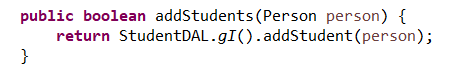 public boolean addStudents(Person person) {
    return StudentDAL.gI().addStudent(person);
}